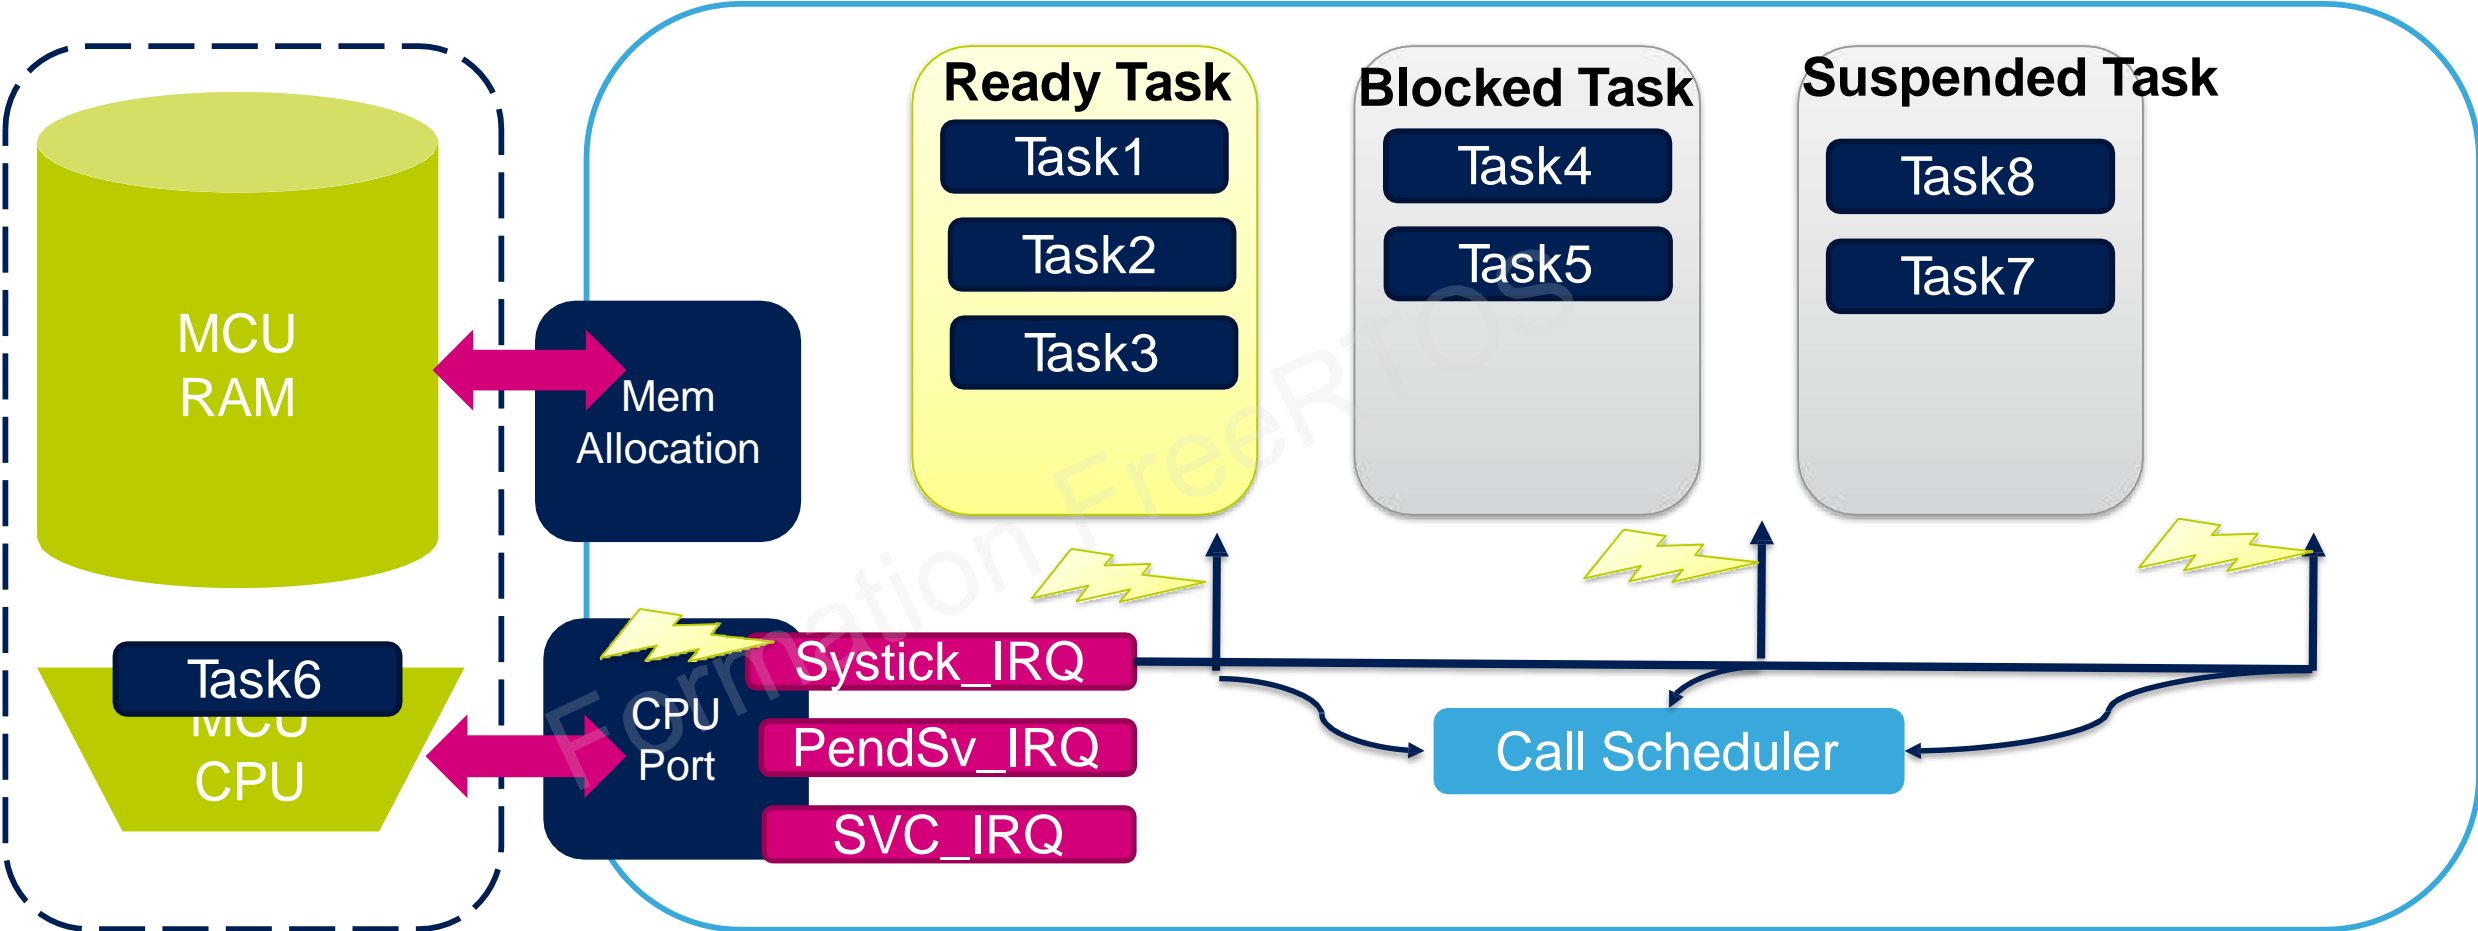 Ready Task
Task1
Task2
Task3
Blocked Task
Task4
Task5
Suspended Task
Task8
Task7
MCU
RAM
Mem
Allocation
Task6
MCU
CPU
CPU
Port
Systick_IRQ
PendSv_IRQ
SVC_IRQ
Call Scheduler
Formation FreeRTOS